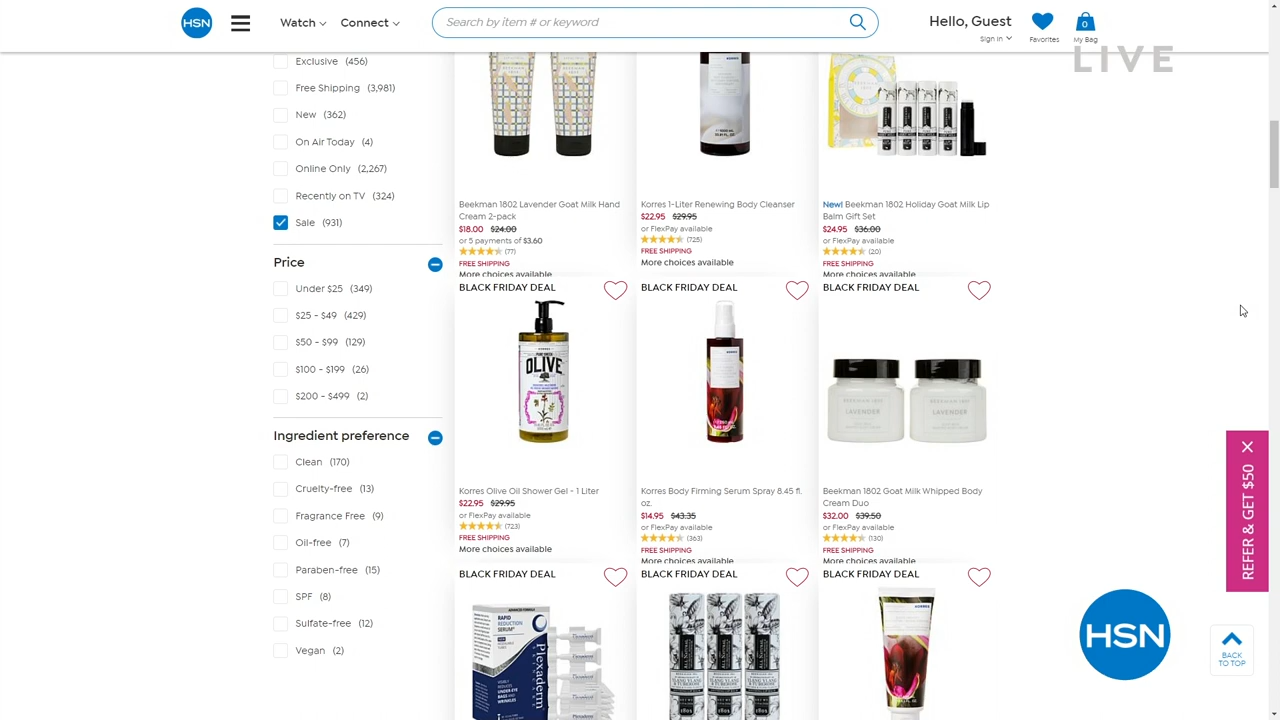 HSN
Watch
Connect
Search by item # or keyword
Hello, Guest
Sign In
Favorites
0
My Bag
LIVE
Exclusive (456)
Free Shipping (3,981)
New (362)
On Air Today (4)
Online Only (2,267)
Recently on TV (324)
Sale (931)
Price
Under $25 (349)
$25 - $49 (429)
$50 - $99 (129)
$100 - $199 (26)
$200 - $499 (2)
Ingredient preference
Clean (170)
Cruelty-free (13)
Fragrance Free (9)
Oil-free (7)
Paraben-free (15)
SPF (8)
Sulfate-free (12)
Vegan (2)
Beekman 1802 Lavender Goat Milk Hand
Cream 2-pack
$18.00 $24.00
or 5 payments of $3.60
(77)
FREE SHIPPING
More choices available
Korres 1-Liter Renewing Body Cleanser
$22.95 $29.95
or FlexPay available
(725)
FREE SHIPPING
More choices available
New! Beekman 1802 Holiday Goat Milk Lip
Balm Gift Set
$24.95 $36.00
or FlexPay available
(20)
FREE SHIPPING
More choices available
BLACK FRIDAY DEAL
OLIVE
Korres Olive Oil Shower Gel - 1 Liter
$22.95 $29.95
or FlexPay available
(723)
FREE SHIPPING
More choices available
BLACK FRIDAY DEAL
KORRES
Korres Body Firming Serum Spray 8.45 fl.
oz.
$14.95 $43.35
or FlexPay available
(363)
FREE SHIPPING
More choices available
BLACK FRIDAY DEAL
BEEKMAN 1802
LAVENDER
BEEKMAN 1802
LAVENDER
Beekman 1802 Goat Milk Whipped Body
Cream Duo
$32.00 $39.50
or FlexPay available
(130)
FREE SHIPPING
More choices available
BLACK FRIDAY DEAL
RAPID
REDUCTION
SERUM
Plexaderm
BLACK FRIDAY DEAL
BLACK FRIDAY DEAL
KORRES
REFER & GET $50
HSN
BACK
TO TOP